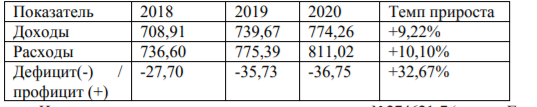 Показатель 2018 2019 2020 Темп прироста
Доходы 708,91 739,67 774,26 +9,22%
Расходы 736,60 775,39 811,02 +10,10%
Дефицит(-) / -27,70 -35,73 -36,75 +32,67%
профицит (+)